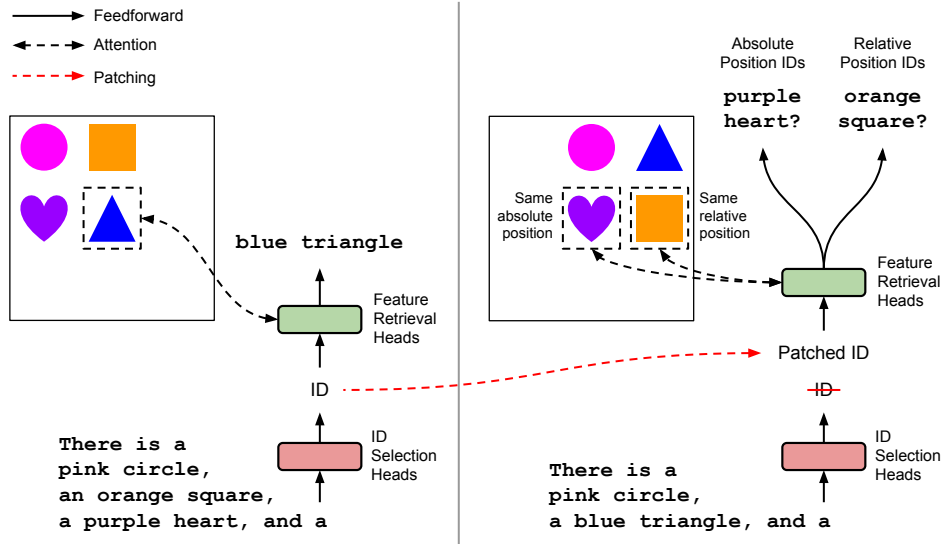 Feedforward
Attention
Patching
blue triangle
Feature
Retrieval
Heads
ID
ID
Selection
Heads
There is a
pink circle,
an orange square,
a purple heart, and a
Absolute
Position IDs
Relative
Position IDs
purple
heart?
orange
square?
Same
absolute
position
Same
relative
position
Feature
Retrieval
Heads
Patched ID
ID
ID
Selection
Heads
There is a
pink circle,
a blue triangle, and a